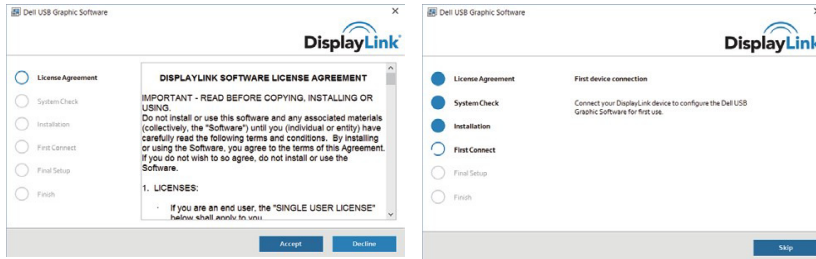 Dell USB Graphic Software
DisplayLink
License Agreement
System Check
Installation
First Connect
Final Setup
Finish
DISPLAYLINK SOFTWARE LICENSE AGREEMENT
IMPORTANT - READ BEFORE COPYING, INSTALLING OR
USING.
Do not install or use this software and any associated materials
(collectively, the "Software") until you (individual or entity) have
carefully read the following terms and conditions. By installing
or using the Software, you agree to the terms of this Agreement.
If you do not wish to so agree, do not install or use the
Software.
1. LICENSES:
· If you are an end user, the "SINGLE USER LICENSE"
below shall apply to you
Accept
Decline
Dell USB Graphic Software
DisplayLink
License Agreement
System Check
Installation
First Connect
Final Setup
Finish
First device connection
Connect your DisplayLink device to configure the Dell USB
Graphic Software for first use.
Skip